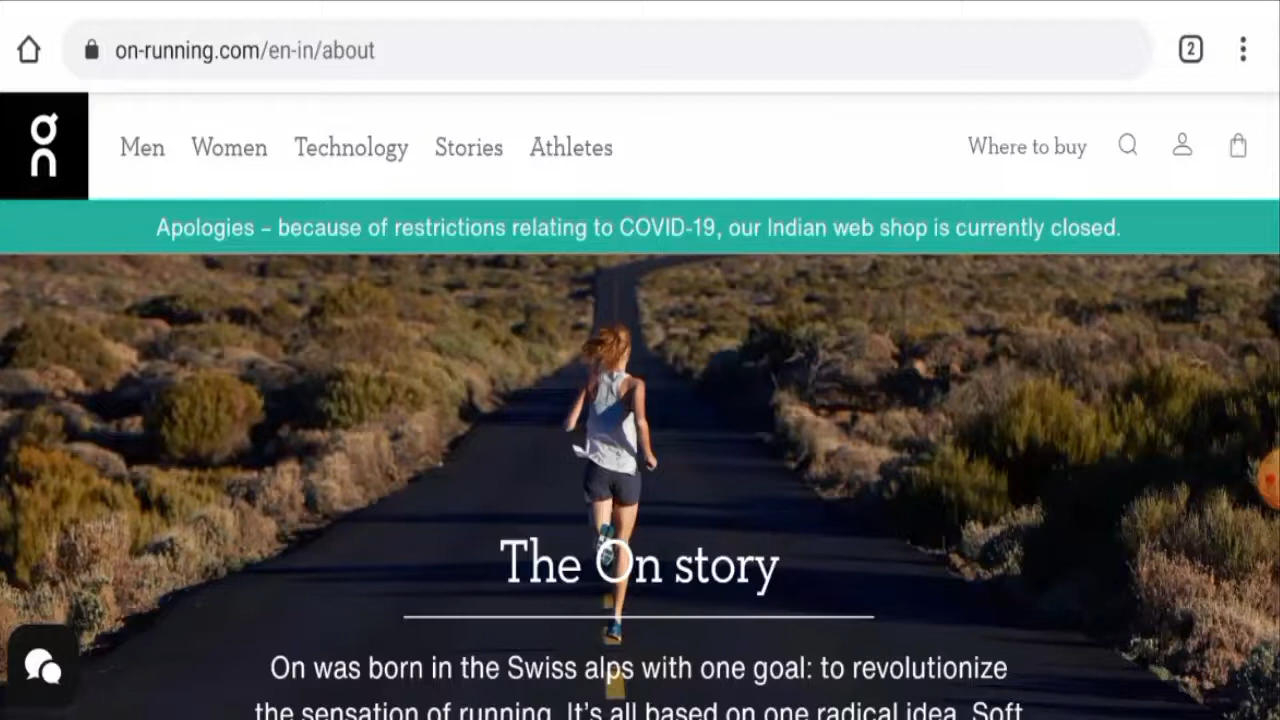 on-running.com/en-in/about
2
On
Men Women Technology Stories Athletes Where to buy
Apologies – because of restrictions relating to COVID-19, our Indian web shop is currently closed.
The On story
On was born in the Swiss alps with one goal: to revolutionize
the sensation of running. It's all based on one radical idea. Soft